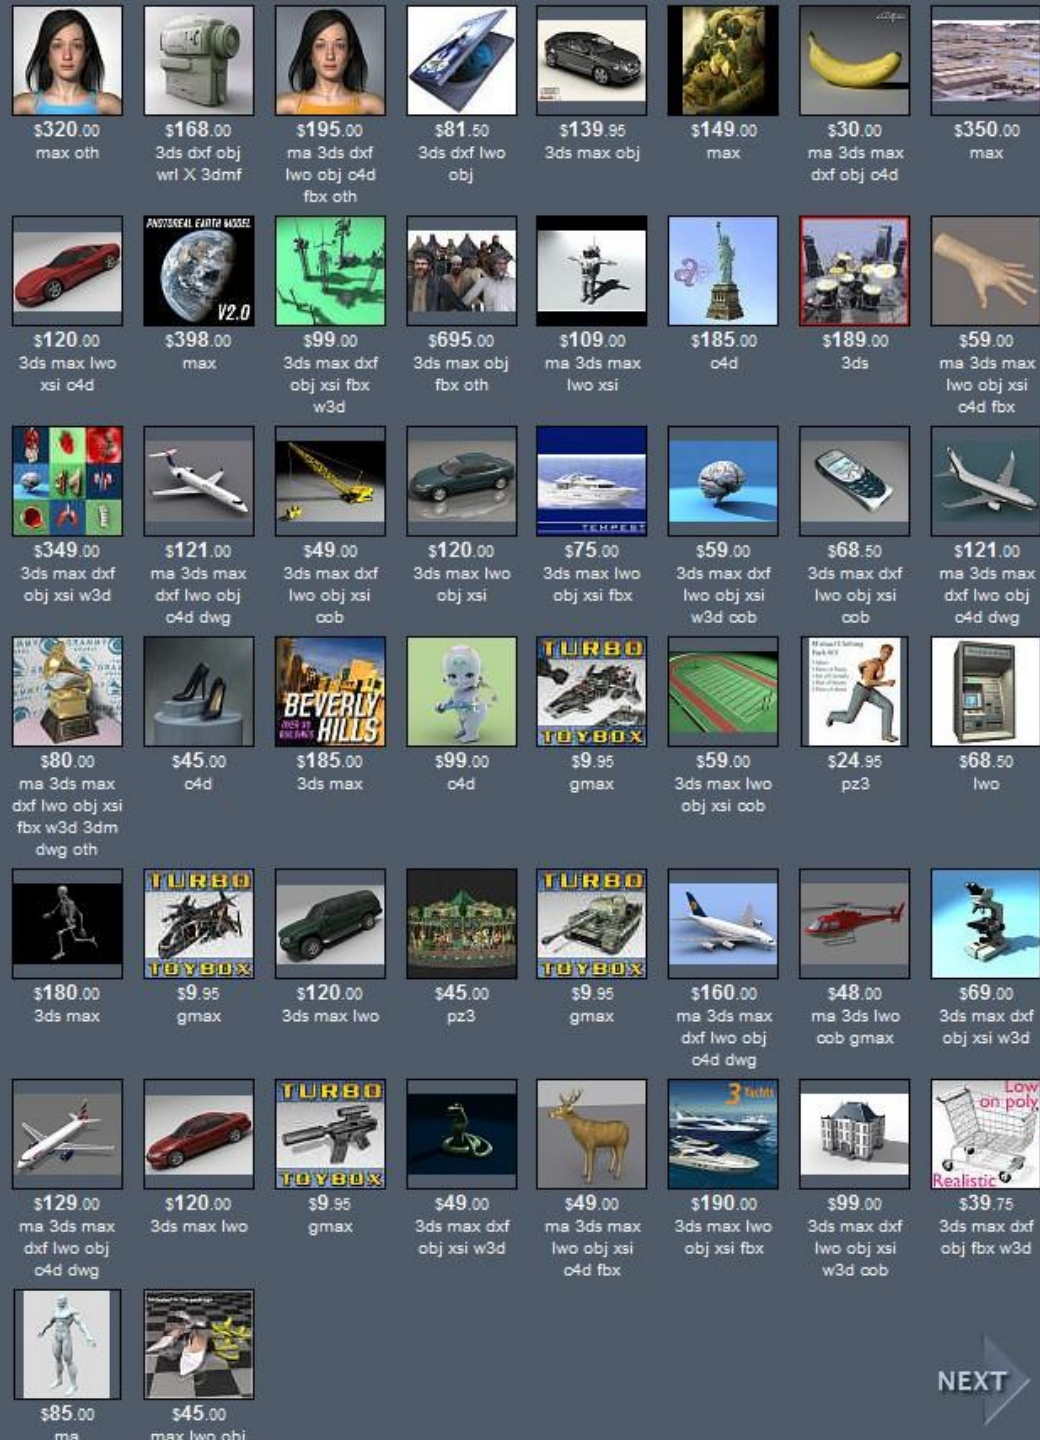 $320.00 $168.00 $195.00 $81.50 $139.95 $149.00 $30.00 $350.00
max oth 3ds dxf obj ma 3ds dxf 3ds dxf lwo 3ds max obj max ma 3ds max max
wrl X 3dmf lwo obj c4d obj dxf obj c4d
fbx oth
PHOTOREAL EARTH MODEL
V2.0
$120.00 $398.00 $99.00 $695.00 $109.00 $185.00 $189.00 $59.00
3ds max lwo max 3ds max dxf 3ds max obj ma 3ds max c4d 3ds ma 3ds max
xsi c4d obj xsi fbx fbx oth lwo xsi lwo obj xsi
w3d c4d fbx
TEMPEST
$349.00 $121.00 $49.00 $120.00 $75.00 $59.00 $68.50 $121.00
3ds max dxf ma 3ds max 3ds max dxf 3ds max lwo 3ds max lwo 3ds max dxf 3ds max dxf ma 3ds max
obj xsi w3d dxf lwo obj lwo obj xsi obj xsi obj xsi fbx lwo obj xsi lwo obj xsi dxf lwo obj
c4d dwg cob w3d cob cob c4d dwg
BEVERLY
HILLS
TURBO
TOYBOX
$80.00 $45.00 $185.00 $99.00 $9.95 $59.00 $24.95 $68.50
ma 3ds max c4d 3ds max c4d gmax 3ds max lwo pz3 lwo
dxf lwo obj xsi obj xsi cob
fbx w3d 3dm
dwg oth
TURBO TURBO
TOYBOX TOYBOX
$180.00 $9.95 $120.00 $45.00 $9.95 $160.00 $48.00 $69.00
3ds max gmax 3ds max lwo pz3 gmax ma 3ds max ma 3ds lwo 3ds max dxf
dxf lwo obj cob gmax obj xsi w3d
c4d dwg
TURBO 3 Yachts Low
on poly
TOYBOX Realistic
$129.00 $120.00 $9.95 $49.00 $49.00 $190.00 $99.00 $39.75
ma 3ds max 3ds max lwo gmax 3ds max dxf ma 3ds max 3ds max lwo 3ds max dxf 3ds max dxf
dxf lwo obj obj xsi w3d lwo obj xsi obj xsi fbx lwo obj xsi obj fbx w3d
c4d dwg c4d fbx w3d cob
NEXT
$85.00 $45.00
ma max lwo obj